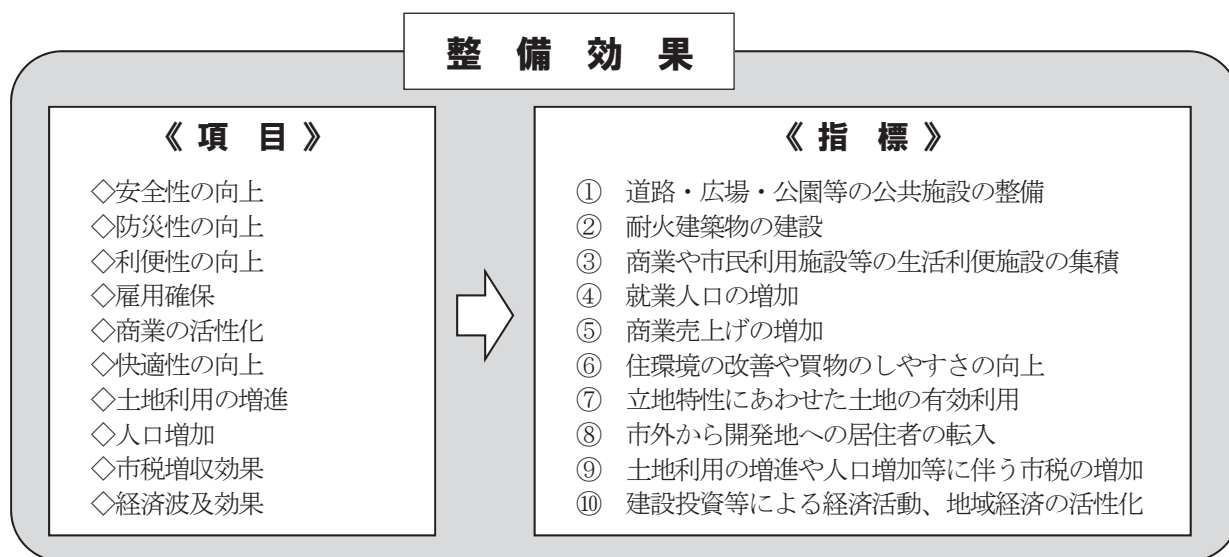 整 備 効 果
《 項 目 》
◇安全性の向上
◇防災性の向上
◇利便性の向上
◇雇用確保
◇商業の活性化
◇快適性の向上
◇土地利用の増進
◇人口増加
◇市税増収効果
◇経済波及効果
《 指 標 》
① 道路・広場・公園等の公共施設の整備
② 耐火建築物の建設
③ 商業や市民利用施設等の生活利便施設の集積
④ 就業人口の増加
⑤ 商業売上げの増加
⑥ 住環境の改善や買物のしやすさの向上
⑦ 立地特性にあわせた土地の有効利用
⑧ 市外から開発地への居住者の転入
⑨ 土地利用の増進や人口増加等に伴う市税の増加
⑩ 建設投資等による経済活動、地域経済の活性化